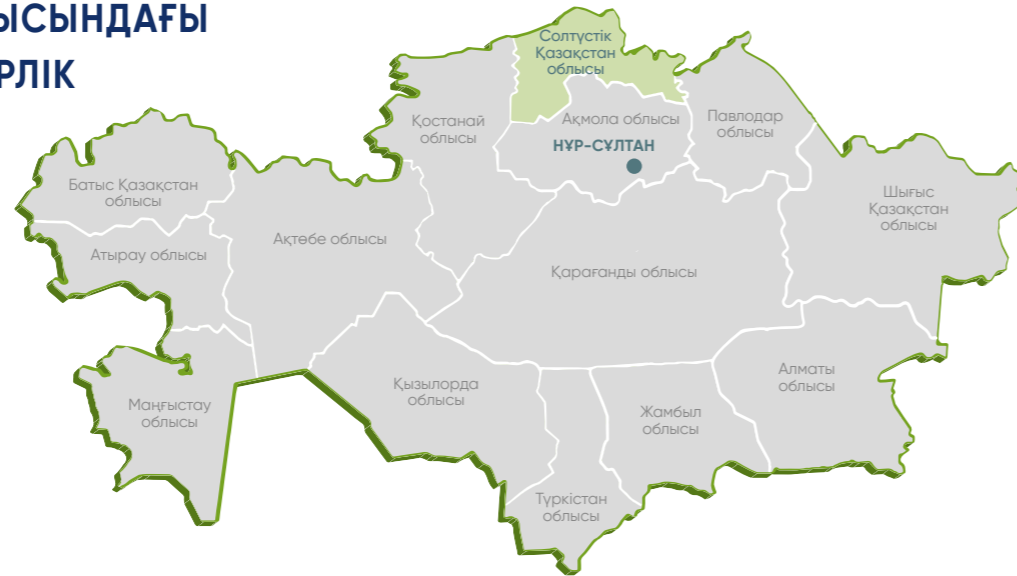 ЫСЫНДАҒЫ
РЛІК
Солтүстік
Қазақстан
облысы
Қостанай
облысы
Ақмола облысы
Павлодар
облысы
НҰР-СҰЛТАН
Батыс Қазақстан
облысы
Шығыс
Қазақстан
облысы
Атырау облысы
Ақтөбе облысы
Қарағанды облысы
Алматы
облысы
Қызылорда
облысы
Маңғыстау
облысы
Жамбыл
облысы
Түркістан
облысы